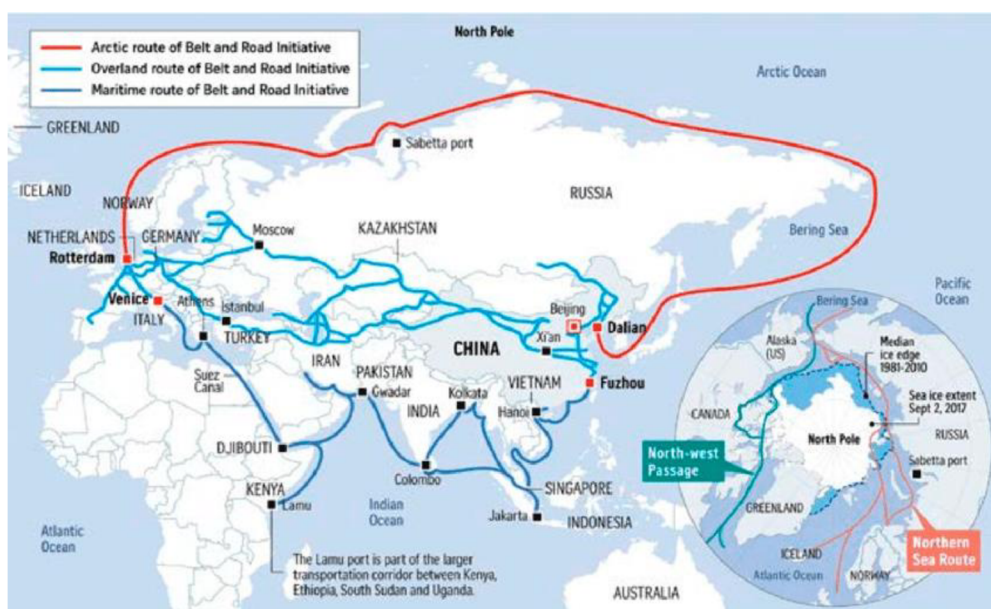 Arctic route of Belt and Road Initiative
Overland route of Belt and Road Initiative
Maritime route of Belt and Road Initiative
North Pole
Arctic Ocean
GREENLAND
Sabetta port
ICELAND
NORWAY
RUSSIA
KAZAKHSTAN
Moscow
Bering Sea
NETHERLANDS
GERMANY
Rotterdam
Pacific
Ocean
Venice
Athens
Istanbul
ITALY
TURKEY
Beijing
Dalian
Xi'an
CHINA
IRAN
PAKISTAN
Gwadar
Suez
Canal
Kolkata
VIETNAM
Fuzhou
INDIA
Hanoi
DJIBOUTI
Colombo
SINGAPORE
KENYA
Lamu
Indian
Ocean
Jakarta
INDONESIA
Atlantic
Ocean
The Lamu port is part of the larger
transportation corridor between Kenya,
Ethiopia, South Sudan and Uganda.
AUSTRALIA
Bering Sea
Alaska
(US)
Median
ice edge
1981-2010
Sea ice extent
Sept 2, 2017
CANADA
North Pole
RUSSIA
North-west
Passage
Sabetta port
GREENLAND
Northern
Sea Route
ICELAND
Atlantic Ocean
NORWAY